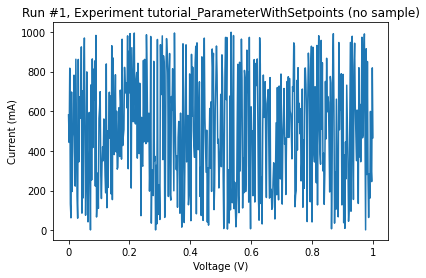 Run #1, Experiment tutorial_ParameterWithSetpoints (no sample)
1000
800
600
400
200
0
Current (mA)
0 0.2 0.4 0.6 0.8 1
Voltage (V)